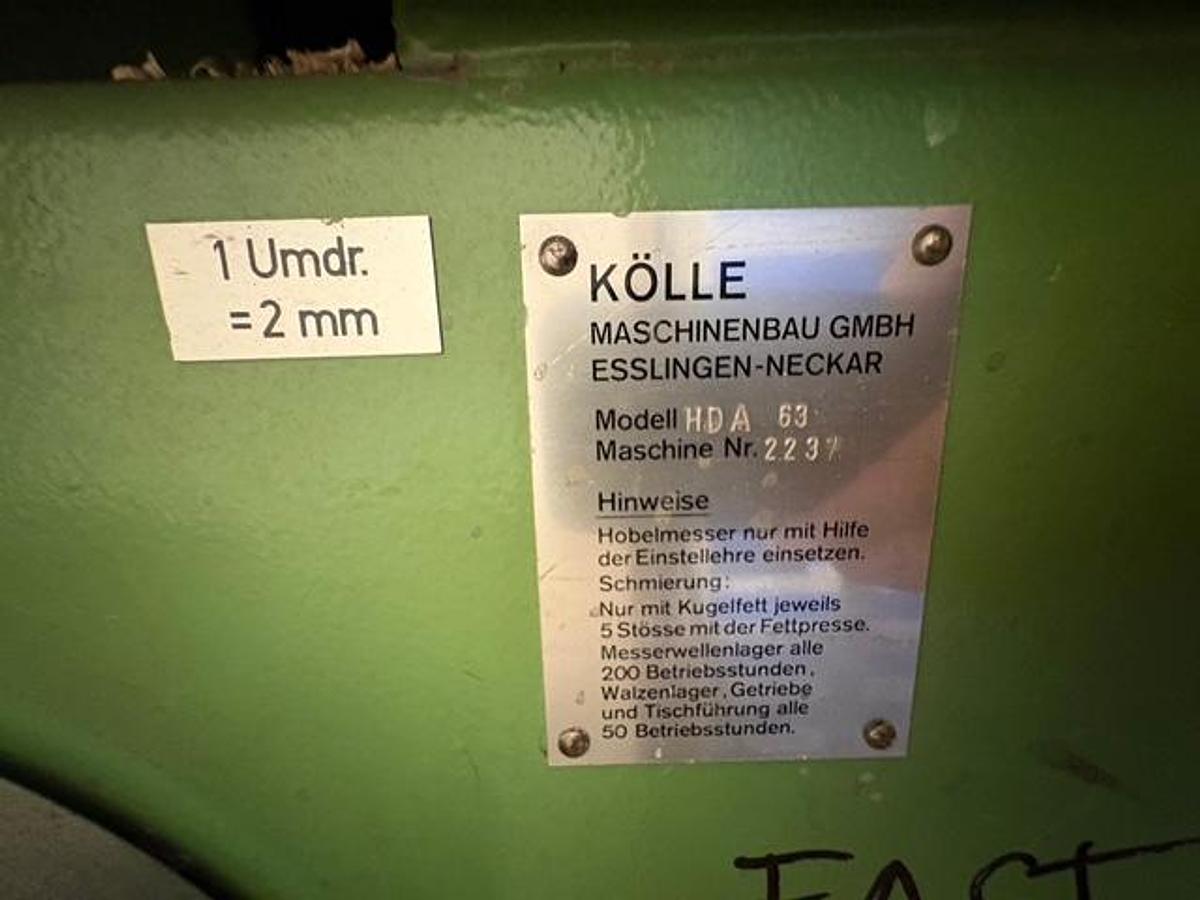 1 Umdr.
= 2 mm
KÖLLE
MASCHINENBAU GMBH
ESSLINGEN-NECKAR
Modell HDA 63
Maschine Nr.
Hinweise
Hobelmesser nur mit Hilfe
der Einstellehre einsetzen.
Schmierung:
Nur mit Kugelfett jeweils
5 Stösse mit der Fettpresse.
Messerwellenlager alle
200 Betriebsstunden.
Walzenlager, Getriebe
und Tischführung alle
50 Betriebsstunden.